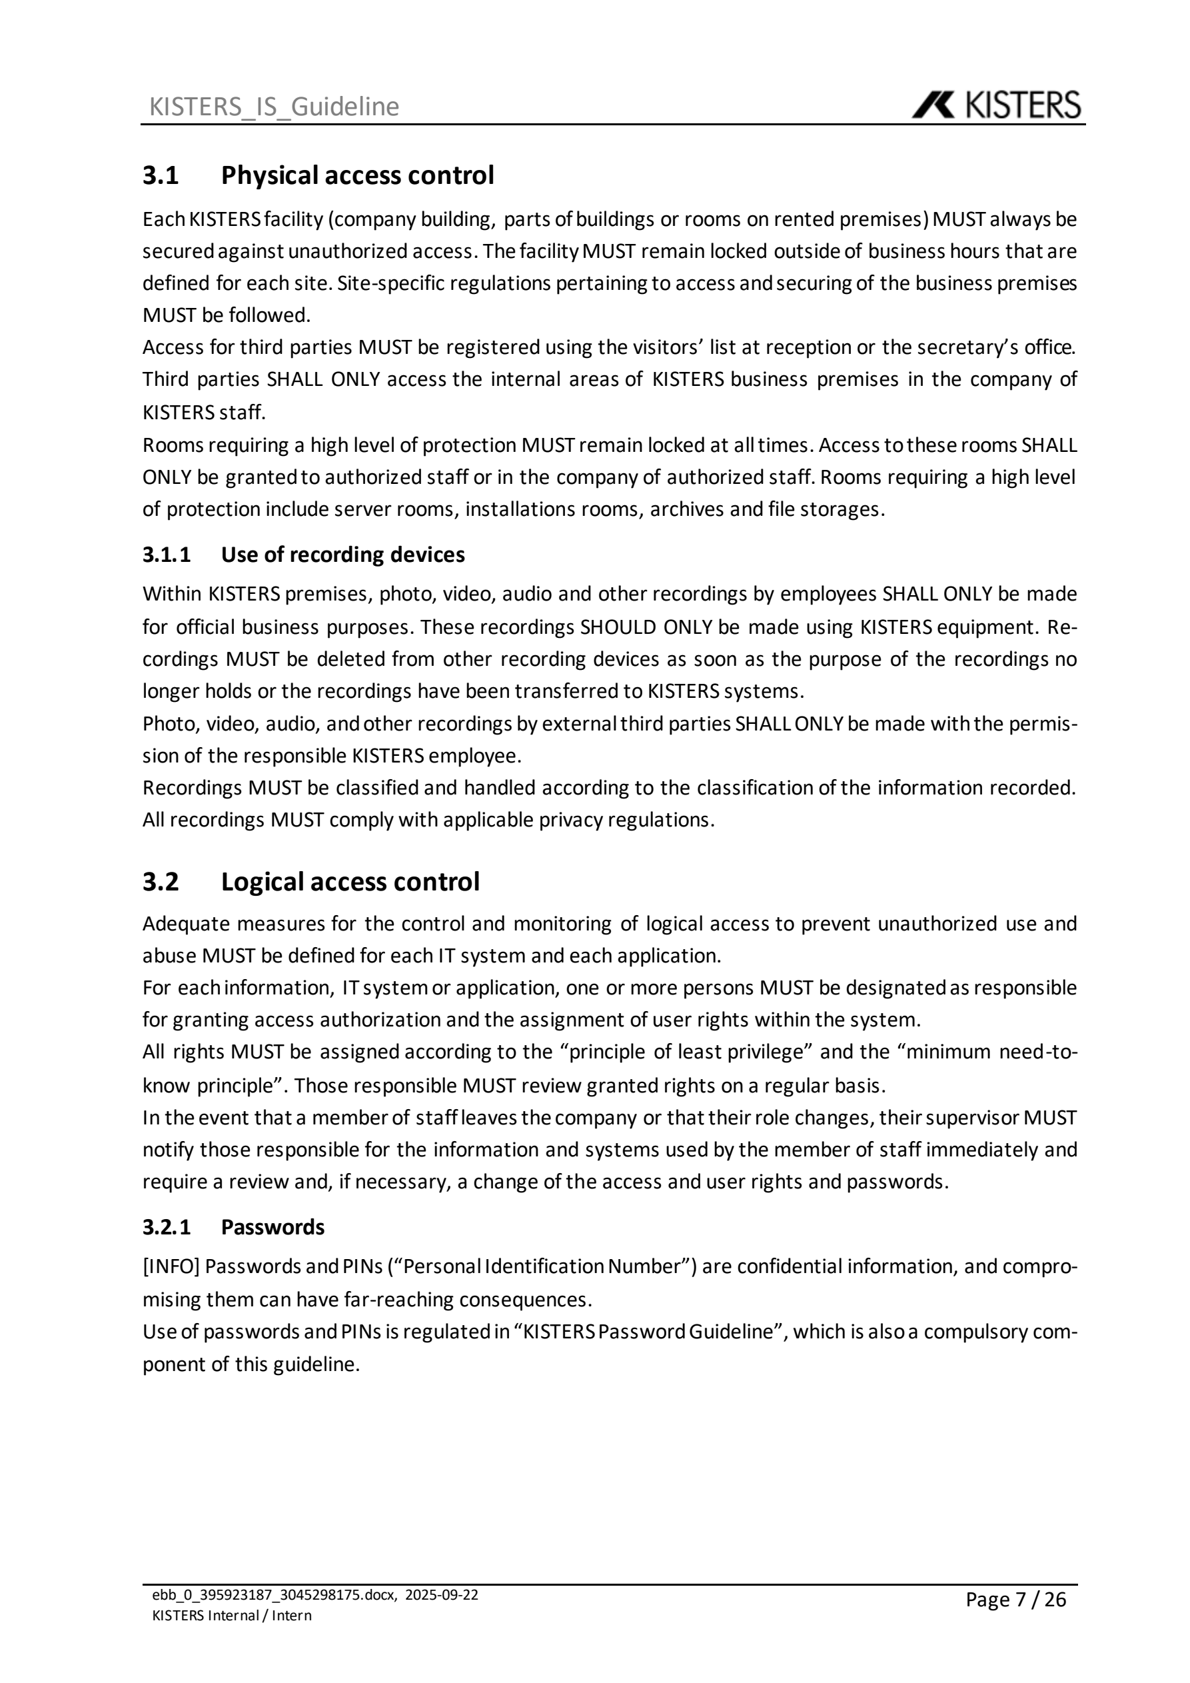 KISTERS_IS_Guideline
KISTERS
3.1 Physical access control
Each KISTERS facility (company building, parts of buildings or rooms on rented premises) MUST always be
secured against unauthorized access. The facility MUST remain locked outside of business hours that are
defined for each site. Site-specific regulations pertaining to access and securing of the business premises
MUST be followed.
Access for third parties MUST be registered using the visitors’ list at reception or the secretary’s office.
Third parties SHALL ONLY access the internal areas of KISTERS business premises in the company of
KISTERS staff.
Rooms requiring a high level of protection MUST remain locked at all times. Access to these rooms SHALL
ONLY be granted to authorized staff or in the company of authorized staff. Rooms requiring a high level
of protection include server rooms, installations rooms, archives and file storages.
3.1.1 Use of recording devices
Within KISTERS premises, photo, video, audio and other recordings by employees SHALL ONLY be made
for official business purposes. These recordings SHOULD ONLY be made using KISTERS equipment. Re-
cordings MUST be deleted from other recording devices as soon as the purpose of the recordings no
longer holds or the recordings have been transferred to KISTERS systems.
Photo, video, audio, and other recordings by external third parties SHALL ONLY be made with the permis-
sion of the responsible KISTERS employee.
Recordings MUST be classified and handled according to the classification of the information recorded.
All recordings MUST comply with applicable privacy regulations.
3.2 Logical access control
Adequate measures for the control and monitoring of logical access to prevent unauthorized use and
abuse MUST be defined for each IT system and each application.
For each information, IT system or application, one or more persons MUST be designated as responsible
for granting access authorization and the assignment of user rights within the system.
All rights MUST be assigned according to the “principle of least privilege” and the “minimum need-to-
know principle”. Those responsible MUST review granted rights on a regular basis.
In the event that a member of staff leaves the company or that their role changes, their supervisor MUST
notify those responsible for the information and systems used by the member of staff immediately and
require a review and, if necessary, a change of the access and user rights and passwords.
3.2.1 Passwords
[INFO] Passwords and PINs (“Personal Identification Number”) are confidential information, and compro-
mising them can have far-reaching consequences.
Use of passwords and PINs is regulated in “KISTERS Password Guideline”, which is also a compulsory com-
ponent of this guideline.
ebb_0_395923187_3045298175.docx, 2025-09-22
KISTERS Internal / Intern
Page 7 / 26